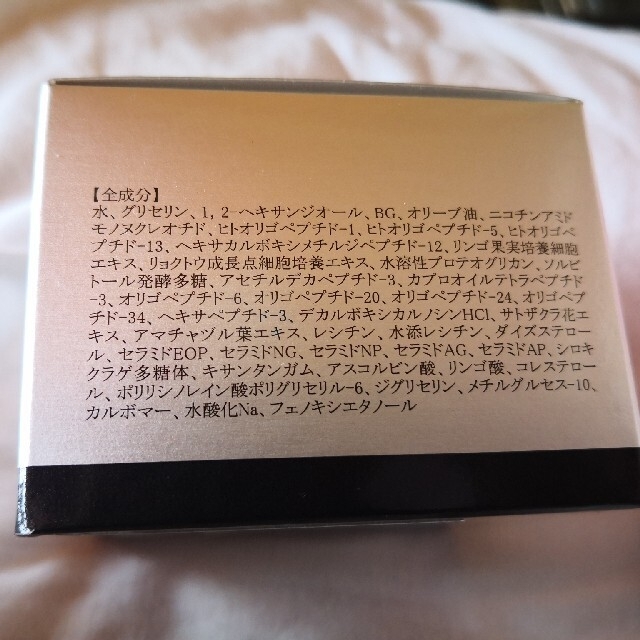 【全成分】
水、グリセリン、1, 2-ヘキサンジオール、BG、オリーブ油、ニコチンアミド
モノヌクレオチド、ヒトオリゴペプチド-1、ヒトオリゴペプチド-5、ヒトオリゴペ
プチド-13、ヘキサカルボキシメチルジペプチド-12、リンゴ果実培養細胞
エキス、リョクトウ成長点細胞培養エキス、水溶性プロテオグリカン、ソルビ
トール発酵多糖、アセチルデカペプチド-3、カプロオイルテトラペプチド
-3、オリゴペプチド-6、オリゴペプチド-20、オリゴペプチド-24、オリゴペプ
チド-34、ヘキサペプチド-3、デカルボキシカルノシンHCl、サトザクラ花エ
キス、アマチャヅル葉エキス、レシチン、水添レシチン、ダイズステロー
ル、セラミドEOP、セラミドNG、セラミドNP、セラミドAG、セラミドAP、シロキ
クラゲ多糖体、キサンタンガム、アスコルビン酸、リンゴ酸、コレステロー
ル、ポリリシノレイン酸ポリグリセリル-6、ジグリセリン、メチルグルセス-10、
カルボマー、水酸化Na、フェノキシエタノール